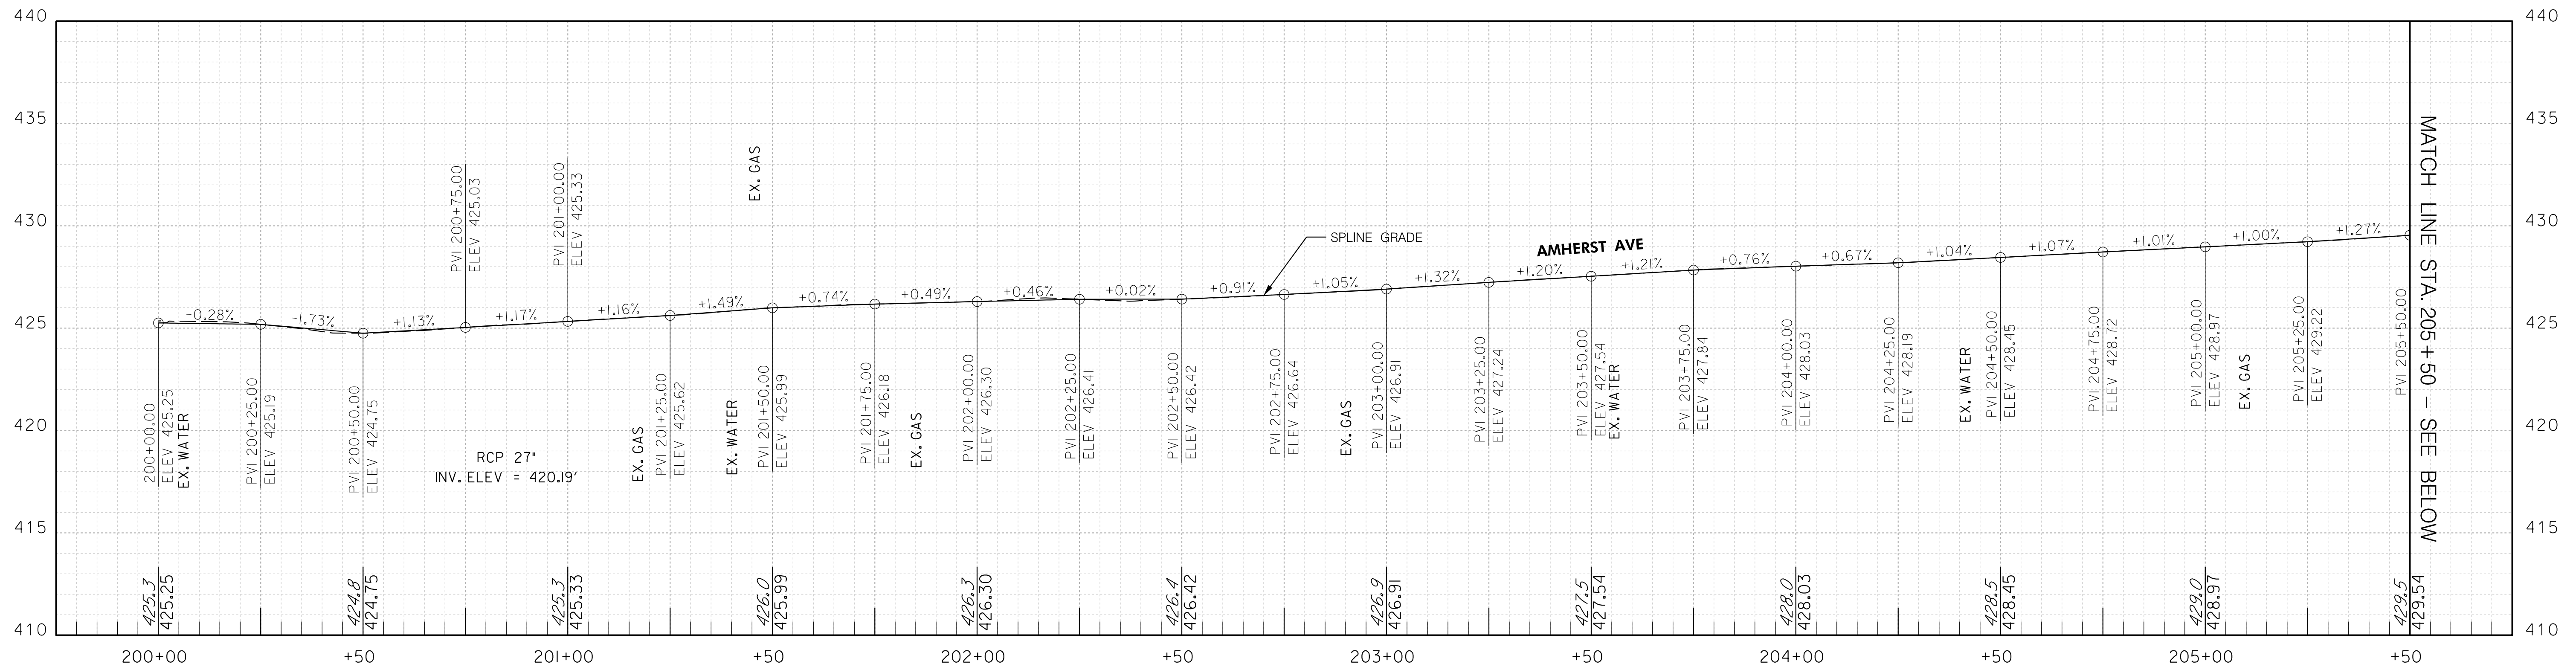 440
435
430
425
420
415
410
440
435
430
425
420
415
410
EX. GAS
PVI 200+75.00
ELEV 425.03
PVI 201+00.00
ELEV 425.33
SPLINE GRADE
AMHERST AVE
-0.28%
-1.73%
+1.13%
+1.17%
+1.16%
+1.49%
+0.74%
+0.49%
+0.46%
+0.02%
+0.91%
+1.05%
+1.32%
+1.20%
+1.21%
+0.76%
+0.67%
+1.04%
+1.07%
+1.01%
+1.00%
+1.27%
200+00.00
ELEV 425.25
EX. WATER
PVI 200+25.00
ELEV 425.19
PVI 200+50.00
ELEV 424.75
RCP 27"
INV. ELEV = 420.19'
EX. GAS
PVI 201+25.00
ELEV 425.62
EX. WATER
PVI 201+50.00
ELEV 425.99
PVI 201+75.00
ELEV 426.18
EX. GAS
PVI 202+00.00
ELEV 426.30
PVI 202+25.00
ELEV 426.41
PVI 202+50.00
ELEV 426.42
PVI 202+75.00
ELEV 426.64
EX. GAS
PVI 203+00.00
ELEV 426.91
PVI 203+25.00
ELEV 427.24
PVI 203+50.00
ELEV 427.54
EX. WATER
PVI 203+75.00
ELEV 427.84
PVI 204+00.00
ELEV 428.03
PVI 204+25.00
ELEV 428.19
EX. WATER
PVI 204+50.00
ELEV 428.45
PVI 204+75.00
ELEV 428.72
PVI 205+00.00
ELEV 428.97
EX. GAS
PVI 205+25.00
ELEV 429.22
PVI 205+50.00
MATCH LINE STA. 205+50 - SEE BELOW
425.3
425.25
424.8
424.75
425.3
425.33
426.0
425.99
426.3
426.30
426.4
426.42
426.9
426.91
427.5
427.54
428.0
428.03
428.5
428.45
429.0
428.97
429.5
429.54
200+00
+50
201+00
+50
202+00
+50
203+00
+50
204+00
+50
205+00
+50